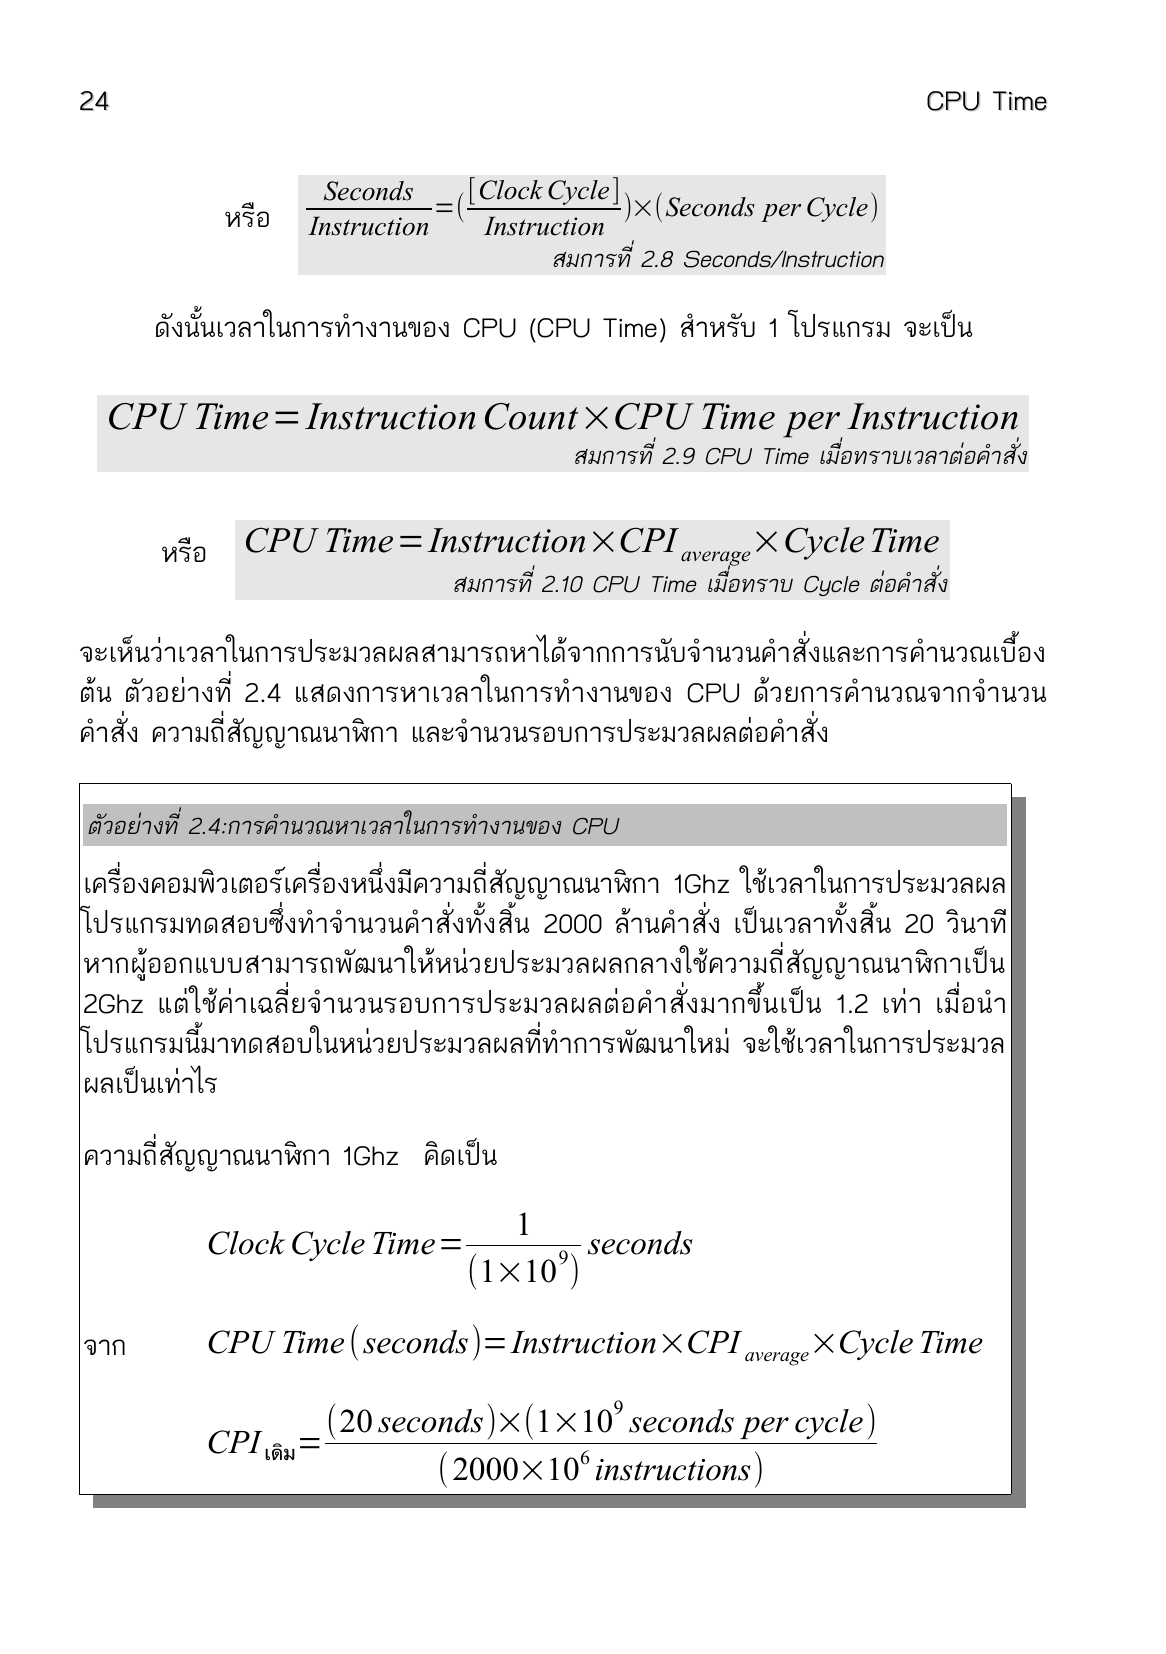 24 CPU Time
หรือ Seconds/Instruction=([Clock Cycle]/Instruction)×(Seconds per Cycle)
สมการที่ 2.8 Seconds/Instruction
ดังนั้นเวลาในการทำงานของ CPU (CPU Time) สำหรับ 1 โปรแกรม จะเป็น
CPU Time=Instruction Count×CPU Time per Instruction
สมการที่ 2.9 CPU Time เมื่อทราบเวลาต่อคำสั่ง
หรือ CPU Time=Instruction×CPI average×Cycle Time
สมการที่ 2.10 CPU Time เมื่อทราบ Cycle ต่อคำสั่ง
จะเห็นว่าเวลาในการประมวลผลสามารถหาได้จากการนับจำนวนคำสั่งและการคำนวณเบื้อง
ต้น ตัวอย่างที่ 2.4 แสดงการหาเวลาในการทำงานของ CPU ด้วยการคำนวณจากจำนวน
คำสั่ง ความถี่สัญญาณนาฬิกา และจำนวนรอบการประมวลผลต่อคำสั่ง
ตัวอย่างที่ 2.4:การคำนวณหาเวลาในการทำงานของ CPU
เครื่องคอมพิวเตอร์เครื่องหนึ่งมีความถี่สัญญาณนาฬิกา 1Ghz ใช้เวลาในการประมวลผล
โปรแกรมทดสอบซึ่งทำจำนวนคำสั่งทั้งสิ้น 2000 ล้านคำสั่ง เป็นเวลาทั้งสิ้น 20 วินาที
หากผู้ออกแบบสามารถพัฒนาให้หน่วยประมวลผลกลางใช้ความถี่สัญญาณนาฬิกาเป็น
2Ghz แต่ใช้ค่าเฉลี่ยจำนวนรอบการประมวลผลต่อคำสั่งมากขึ้นเป็น 1.2 เท่า เมื่อนำ
โปรแกรมนี้มาทดสอบในหน่วยประมวลผลที่ทำการพัฒนาใหม่ จะใช้เวลาในการประมวล
ผลเป็นเท่าไร
ความถี่สัญญาณนาฬิกา 1Ghz คิดเป็น
Clock Cycle Time=1/(1×10⁹) seconds
จาก CPU Time(seconds)=Instruction×CPI average×Cycle Time
CPI เดิม=(20 seconds)×(1×10⁹ seconds per cycle)/(2000×10⁶ instructions)